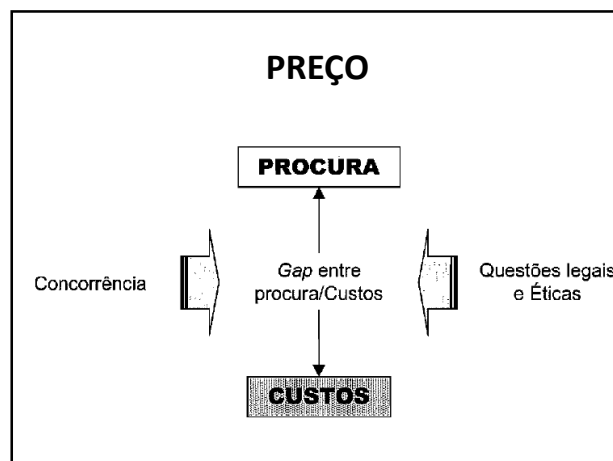 PREÇO
PROCURA
Concorrência
Gap entre
procura/Custos
Questões legais
e Éticas
CUSTOS